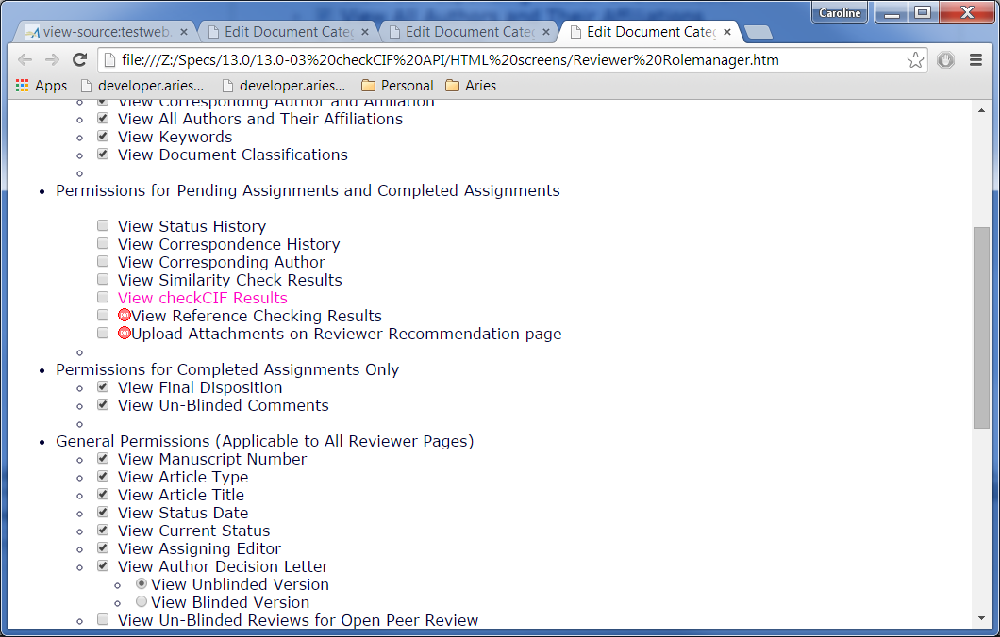 View All Authors and Their Affiliations
Caroline
view-source:testweb.
Edit Document Categ
Edit Document Categ
Edit Document Categ
file:///Z:/Specs/13.0/13.0-03%20checkCIF%20API/HTML%20screens/Reviewer%20Rolemanager.htm
Apps developer.aries... developer.aries... Personal Aries
View Corresponding Author and Affiliation
View All Authors and Their Affiliations
View Keywords
View Document Classifications
Permissions for Pending Assignments and Completed Assignments
View Status History
View Correspondence History
View Corresponding Author
View Similarity Check Results
View checkCIF Results
View Reference Checking Results
Upload Attachments on Reviewer Recommendation page
Permissions for Completed Assignments Only
View Final Disposition
View Un-Blinded Comments
General Permissions (Applicable to All Reviewer Pages)
View Manuscript Number
View Article Type
View Article Title
View Status Date
View Current Status
View Assigning Editor
View Author Decision Letter
View Unblinded Version
View Blinded Version
View Un-Blinded Reviews for Open Peer Review